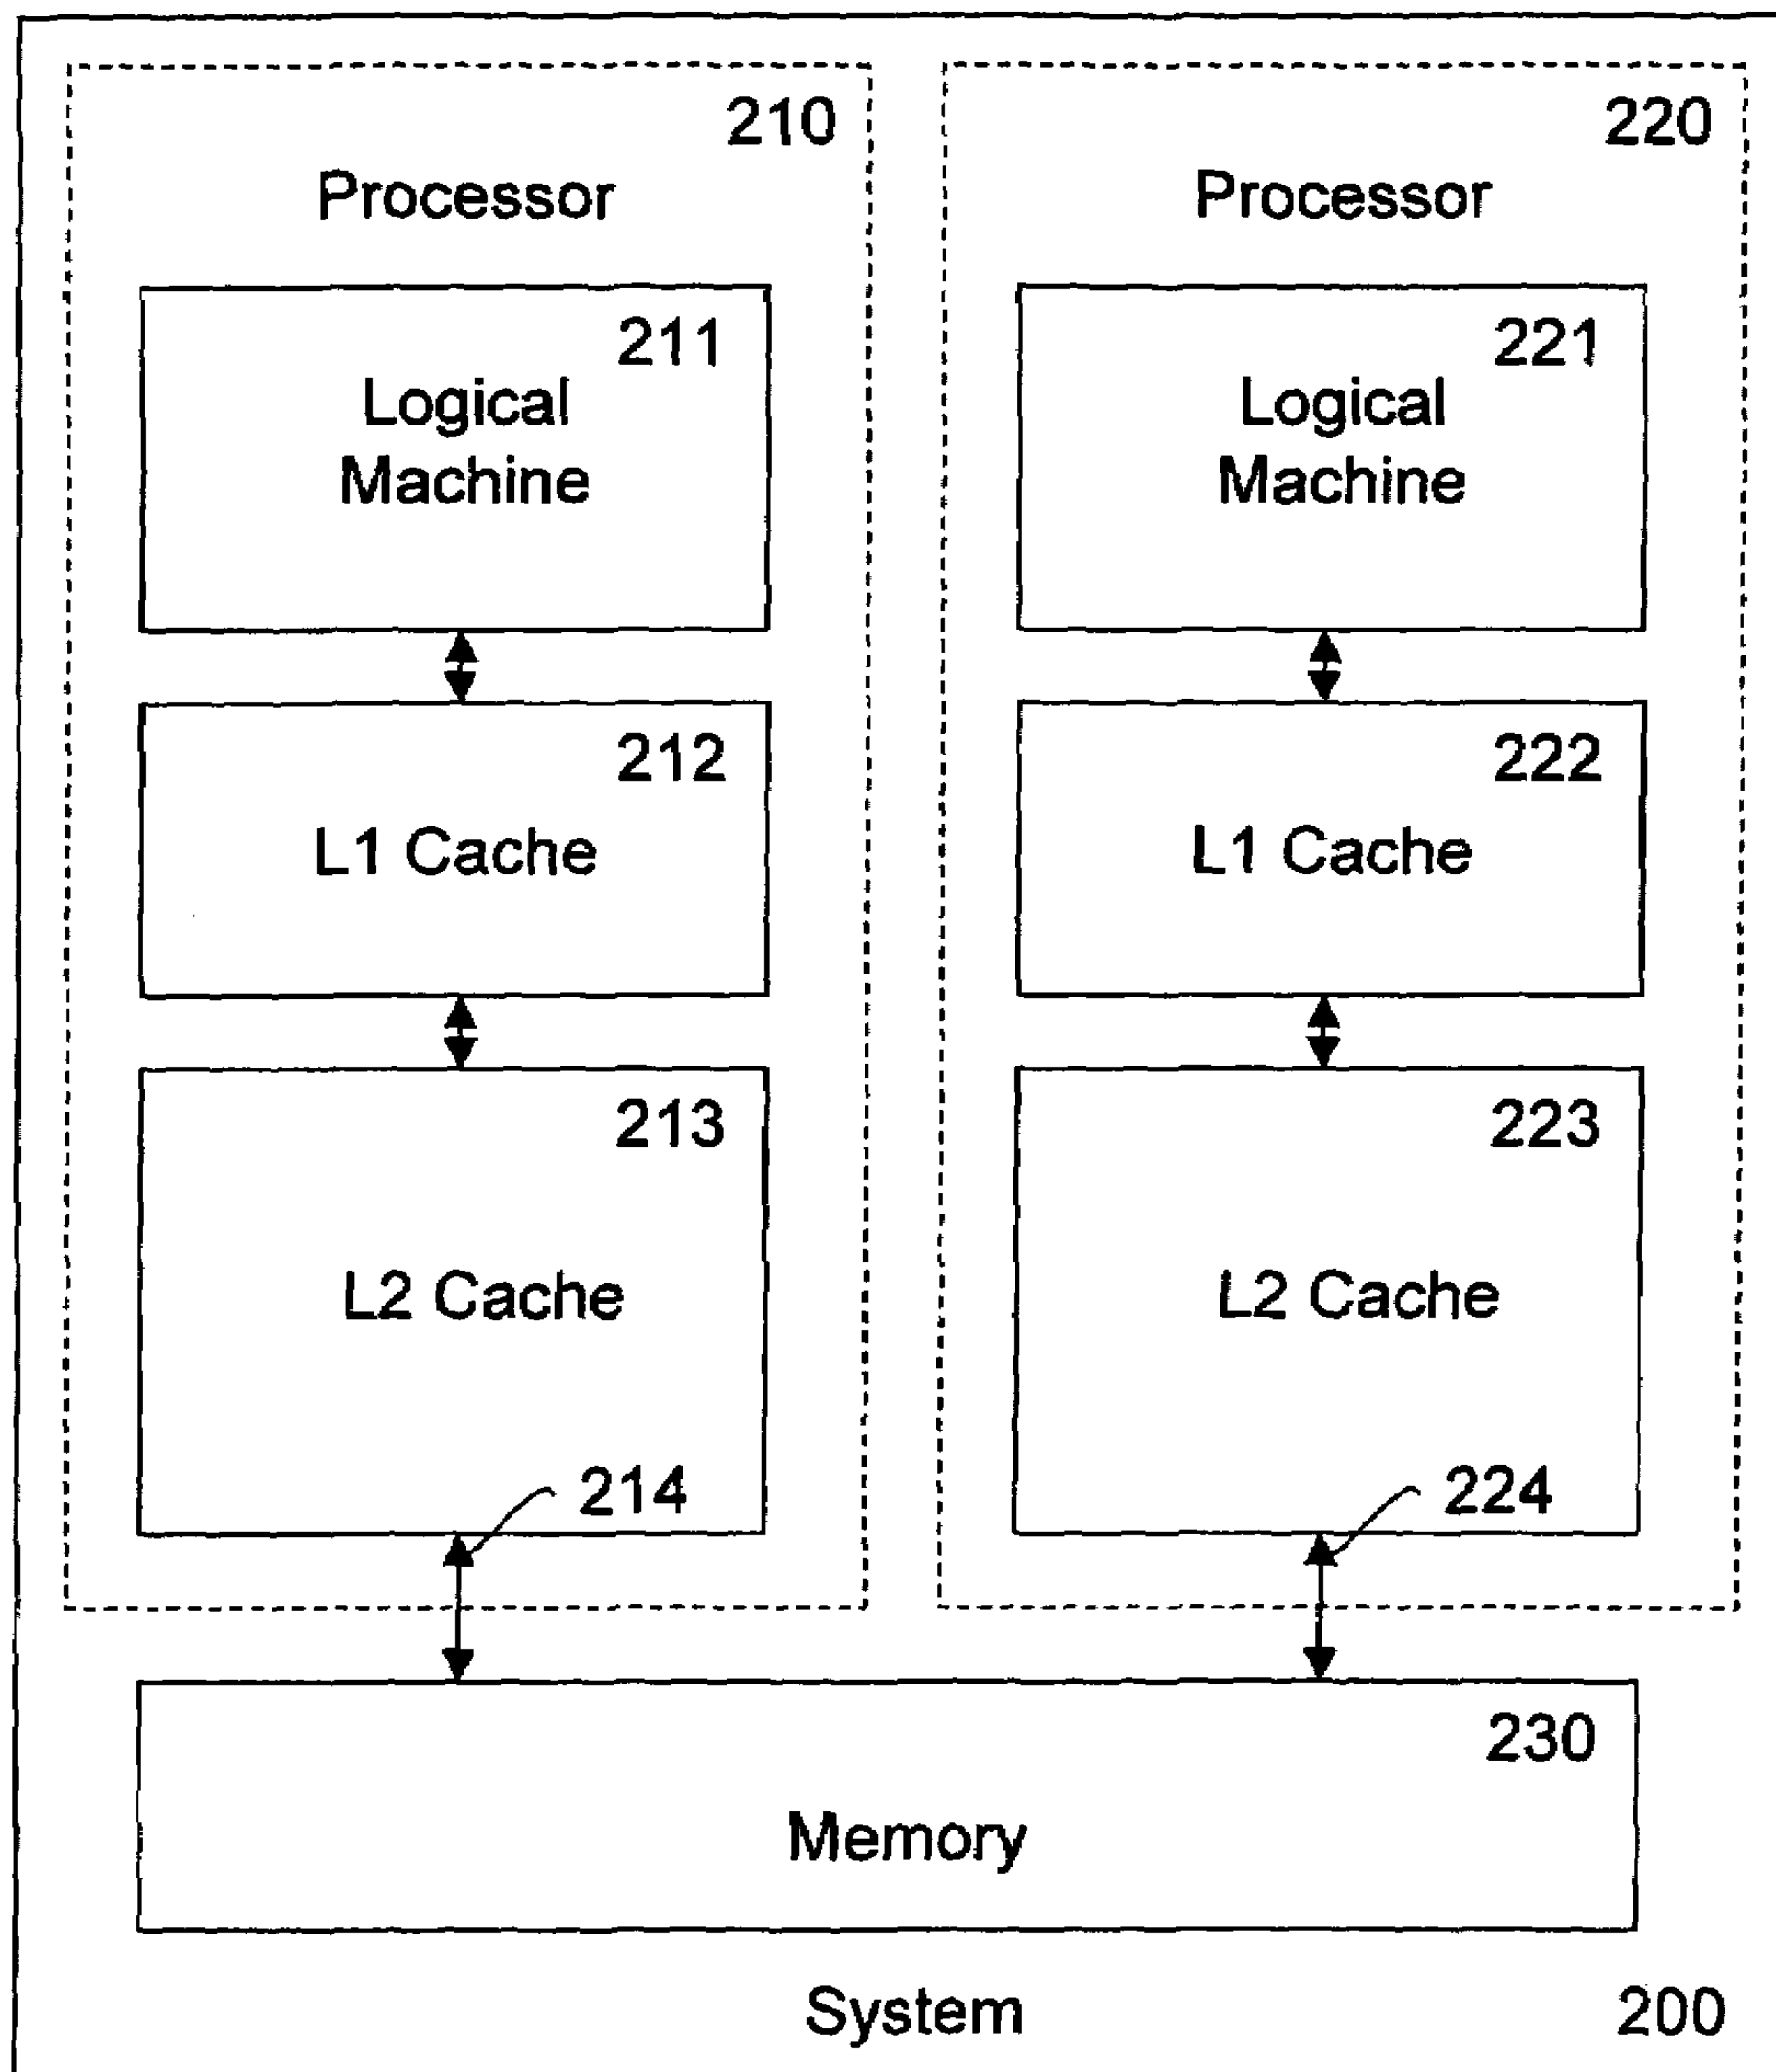 210
Processor
211
Logical
Machine
212
L1 Cache
213
L2 Cache
214
220
Processor
221
Logical
Machine
222
L1 Cache
223
L2 Cache
224
230
Memory
System
200